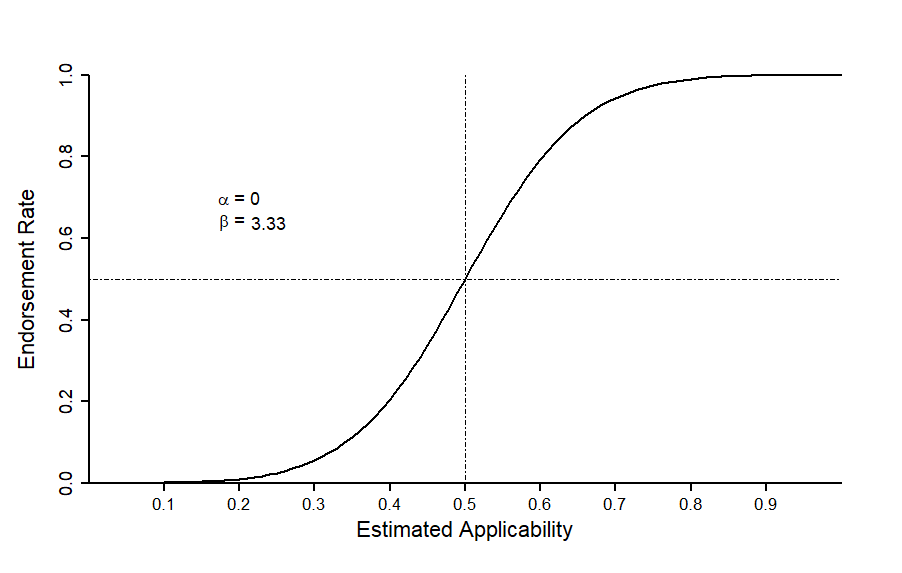 1.0
0.8
α = 0
β = 3.33
0.6
0.4
0.2
0.0
Endorsement Rate
0.1 0.2 0.3 0.4 0.5 0.6 0.7 0.8 0.9
Estimated Applicability